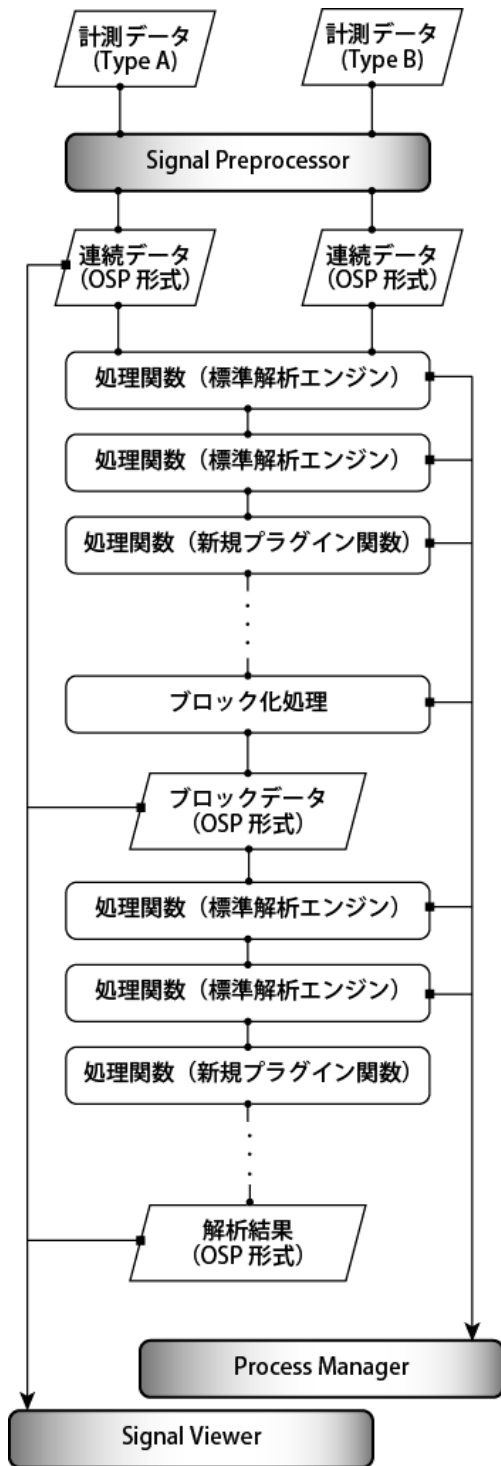 計測データ
(Type A)
計測データ
(Type B)
Signal Preprocessor
連続データ
(OSP 形式)
連続データ
(OSP 形式)
処理関数（標準解析エンジン）
処理関数（標準解析エンジン）
処理関数（新規プラグイン関数）
ブロック化処理
ブロックデータ
(OSP 形式)
処理関数（標準解析エンジン）
処理関数（標準解析エンジン）
処理関数（新規プラグイン関数）
解析結果
(OSP 形式)
Process Manager
Signal Viewer